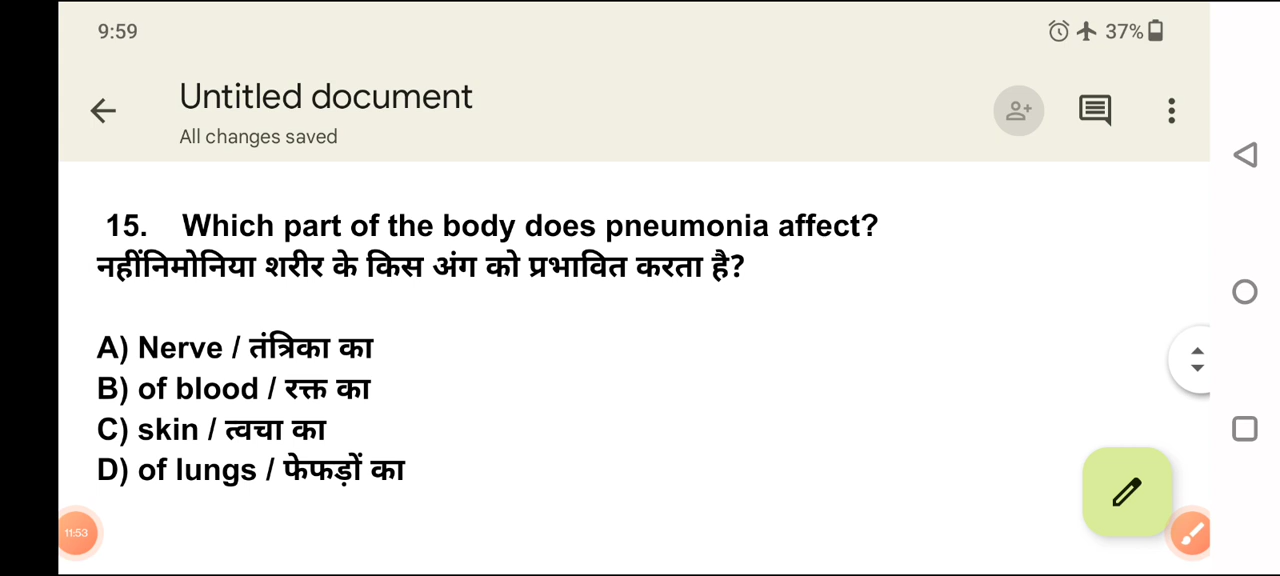 9:59
37%
Untitled document
All changes saved
15. Which part of the body does pneumonia affect?
नहींनिमोनिया शरीर के किस अंग को प्रभावित करता है?
A) Nerve / तंत्रिका का
B) of blood / रक्त का
C) skin / त्वचा का
D) of lungs / फेफड़ों का
11:53